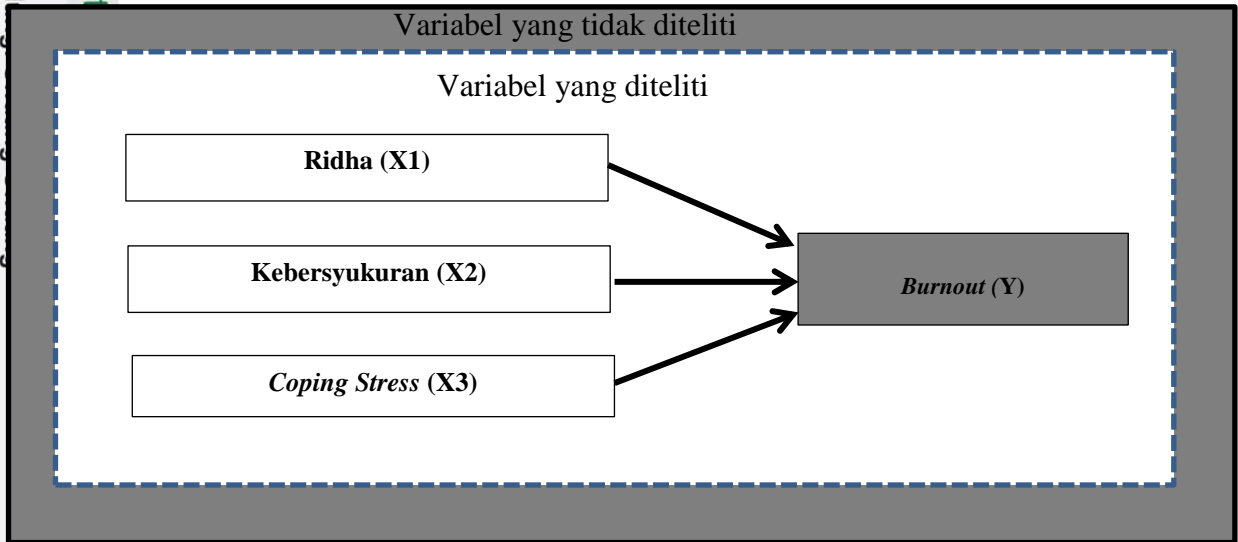 Variabel yang tidak diteliti
Variabel yang diteliti
Ridha (X1)
Kebersyukuran (X2)
Burnout (Y)
Coping Stress (X3)